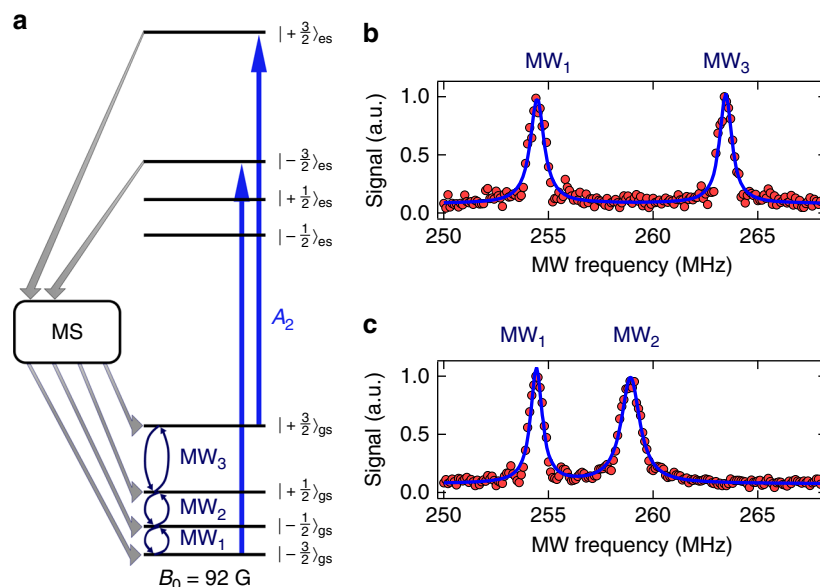 a
| + 3/2 ⟩es
| − 3/2 ⟩es
| + 1/2 ⟩es
| − 1/2 ⟩es
MS
A2
| + 3/2 ⟩gs
MW3
| + 1/2 ⟩gs
MW2
| − 1/2 ⟩gs
MW1
| − 3/2 ⟩gs
B0 = 92 G
b
MW1 MW3
Signal (a.u.)
1.0
0.5
0.0
250 255 260 265
MW frequency (MHz)
c
MW1 MW2
Signal (a.u.)
1.0
0.5
0.0
250 255 260 265
MW frequency (MHz)